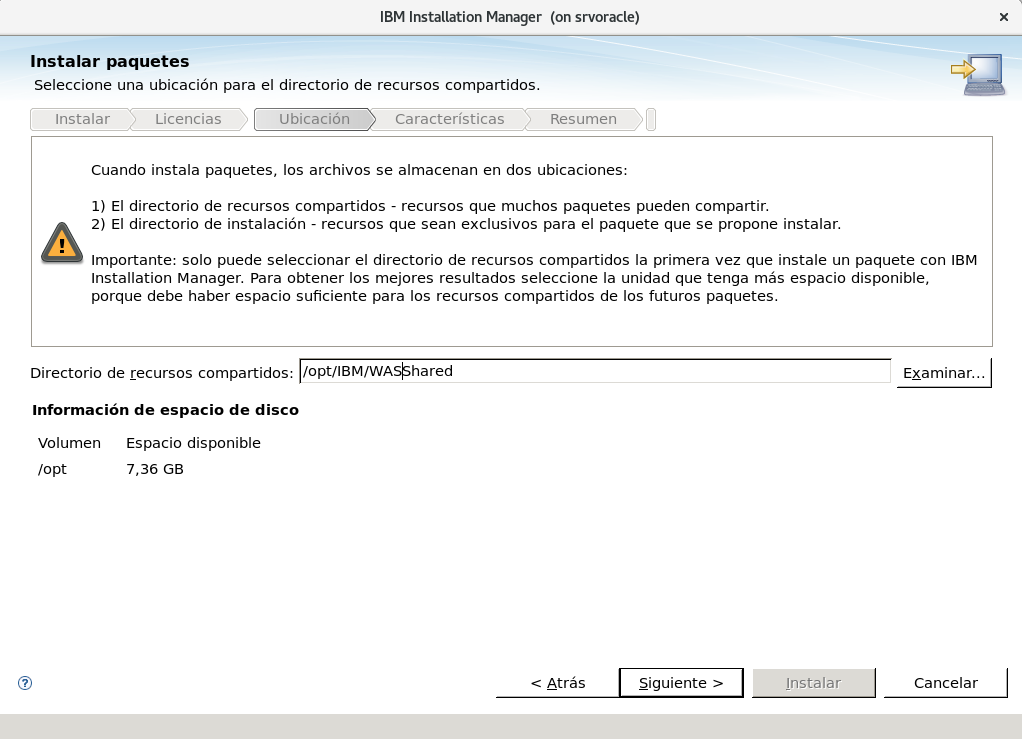 IBM Installation Manager (on srvoracle)
×
Instalar paquetes
Seleccione una ubicación para el directorio de recursos compartidos.
Instalar
Licencias
Ubicación
Características
Resumen
Cuando instala paquetes, los archivos se almacenan en dos ubicaciones:
1) El directorio de recursos compartidos - recursos que muchos paquetes pueden compartir.
2) El directorio de instalación - recursos que sean exclusivos para el paquete que se propone instalar.
Importante: solo puede seleccionar el directorio de recursos compartidos la primera vez que instale un paquete con IBM
Installation Manager. Para obtener los mejores resultados seleccione la unidad que tenga más espacio disponible,
porque debe haber espacio suficiente para los recursos compartidos de los futuros paquetes.
Directorio de recursos compartidos: /opt/IBM/WASShared Examinar...
Información de espacio de disco
Volumen Espacio disponible
/opt 7,36 GB
? < Atrás Siguiente > Instalar Cancelar